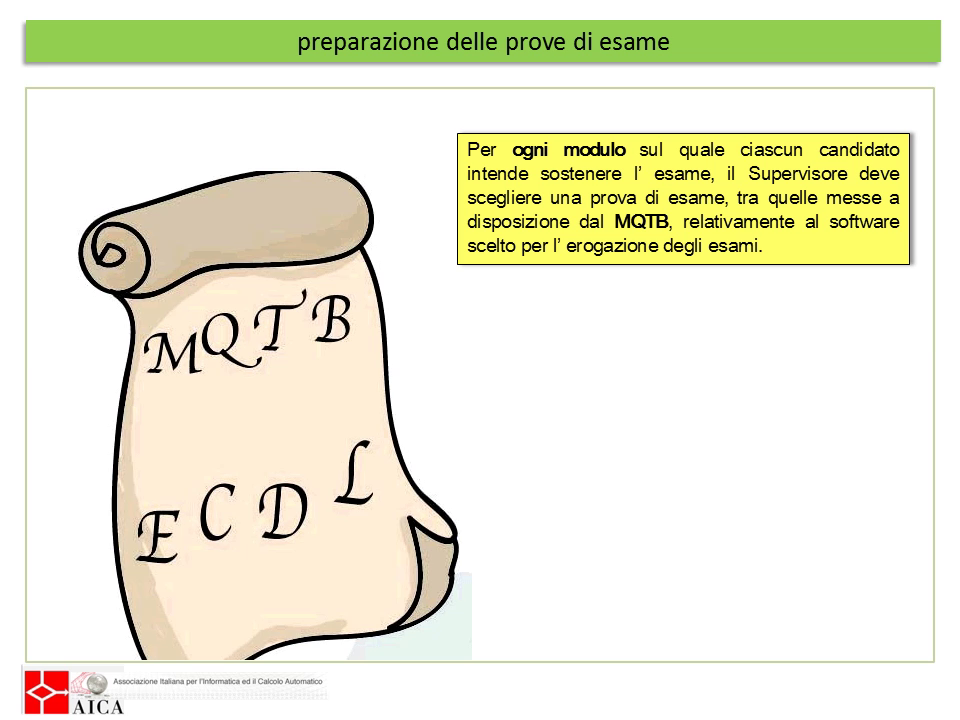 preparazione delle prove di esame
Per ogni modulo sul quale ciascun candidato
intende sostenere l’ esame, il Supervisore deve
scegliere una prova di esame, tra quelle messe a
disposizione dal MQTB, relativamente al software
scelto per l’ erogazione degli esami.
MQTB
ECDL
Associazione Italiana per l'Informatica ed il Calcolo Automatico
AICA